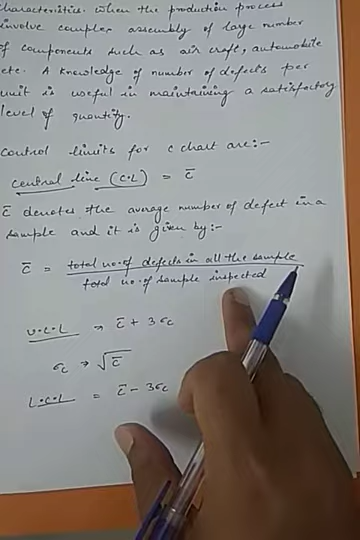 characteristics. when the production process
involve complex assembly of large number
of components such as air craft, automobile
etc. A knowledge of number of defects per
unit is useful in maintaining a satisfactory
level of quantity.
Control limits for c chart are:-
Central line (C.L) = c̄
c̄ denotes the average number of defect in a
sample and it is given by:-
c̄ = total no. of defects in all the sample
total no. of sample inspected
U.C.L → c̄ + 3σc
σc → √c̄
L.C.L = c̄ - 3σc